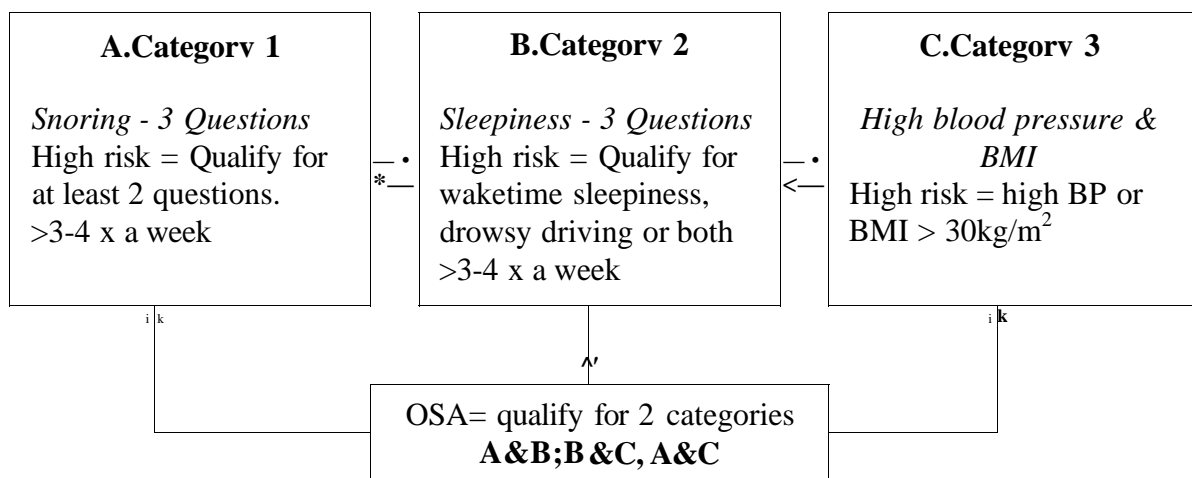 A.Categorv 1
Snoring - 3 Questions
High risk = Qualify for
at least 2 questions.
>3-4 x a week
— •
*—
B.Categorv 2
Sleepiness - 3 Questions
High risk = Qualify for
waketime sleepiness,
drowsy driving or both
>3-4 x a week
— •
<—
C.Categorv 3
High blood pressure &
BMI
High risk = high BP or
BMI > 30kg/m²
i k
^'
i k
OSA= qualify for 2 categories
A&B;B &C, A&C